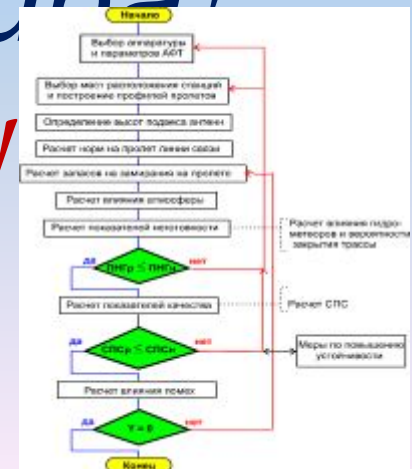 Начало
Выбор аппаратуры
и параметров АФТ
Выбор мест расположения станций
и построение профилей пролетов
Определение высот подвеса антенн
Расчет норм на пролет линии связи
Расчет запасов на замирания на пролете
Расчет влияния атмосферы
Расчет показателей неготовности
Расчет влияния гидро-
метеоров и вероятности
закрытия трассы
да
ПНГр ≤ ПНГн
нет
Расчет показателей качества
Расчет СПС
да
СПСр ≤ СПСн
нет
Меры по повышению
устойчивости
Расчет влияния помех
да
Y = 0
нет
Конец